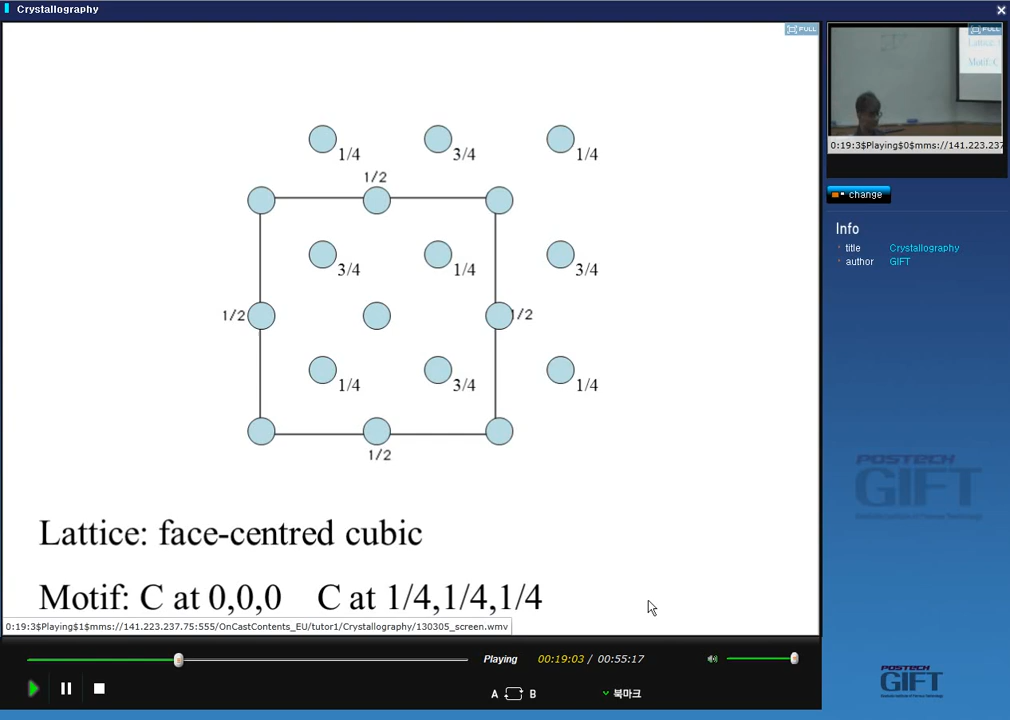 Crystallography
FULL
FULL
1/4 3/4 1/4
1/2
3/4 1/4 3/4
1/2 1/2
1/4 3/4 1/4
1/2
Lattice: face-centred cubic
Motif: C at 0,0,0 C at 1/4,1/4,1/4
0:19:3$Playing$1$mms://141.223.237.75:555/OnCastContents_EU/tutor1/Crystallography/130305_screen.wmv
Lattice:
Motif: C
0:19:3$Playing$0$mms://141.223.237
change
Info
title Crystallography
author GIFT
POSTECH
GIFT
Playing 00:19:03 / 00:55:17
A B 북마크
POSTECH
GIFT